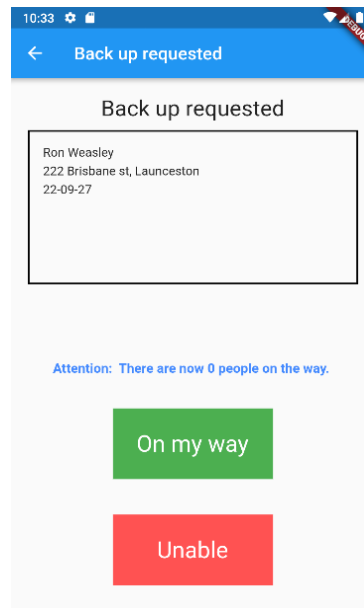 10:33
DEBUG
Back up requested
Back up requested
Ron Weasley
222 Brisbane st, Launceston
22-09-27
Attention:  There are now 0 people on the way.
On my way
Unable